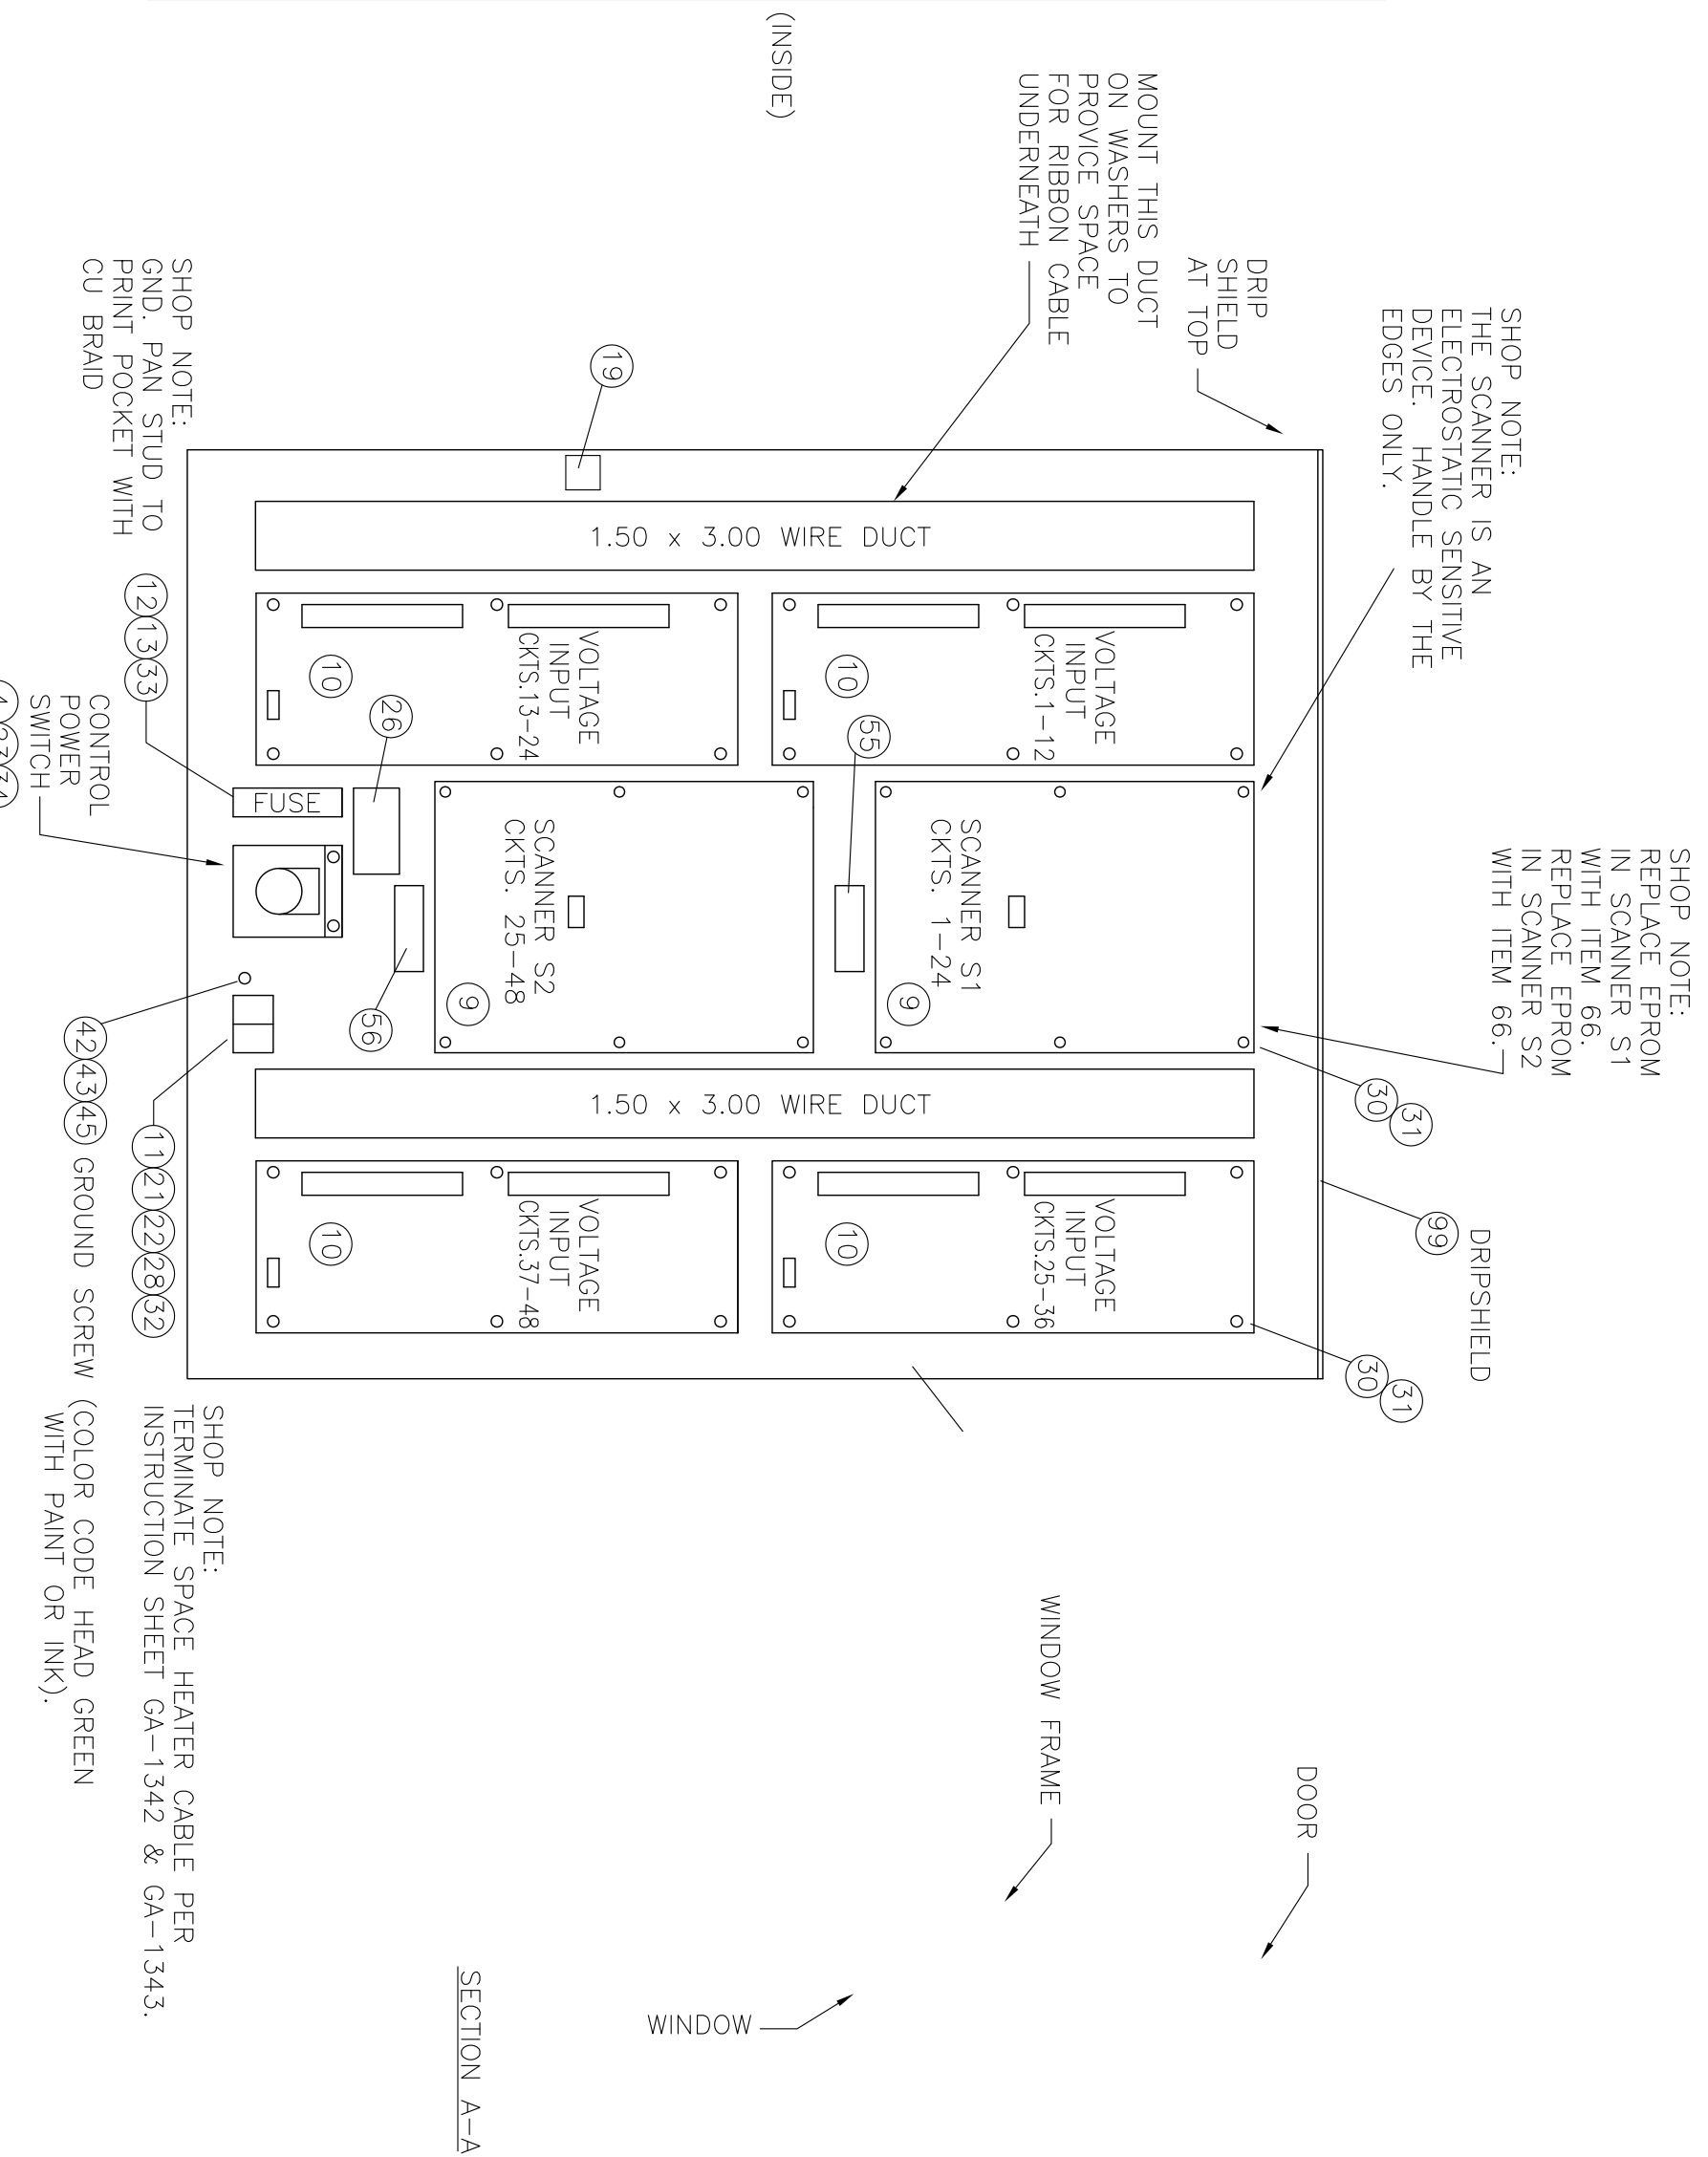 (INSIDE)
MOUNT THIS DUCT
ON WASHERS TO
PROVICE SPACE
FOR RIBBON CABLE
UNDERNEATH
DRIP
SHIELD
AT TOP
SHOP NOTE:
THE SCANNER IS AN
ELECTROSTATIC SENSITIVE
DEVICE. HANDLE BY THE
EDGES ONLY.
SHOP NOTE:
REPLACE EPROM
IN SCANNER S1
WITH ITEM 66.
REPLACE EPROM
IN SCANNER S2
WITH ITEM 66.
31
30
99
DRIPSHIELD
31
30
19
1.50 x 3.00 WIRE DUCT
VOLTAGE
INPUT
CKTS.1-12
10
VOLTAGE
INPUT
CKTS.13-24
10
55
26
SCANNER S1
CKTS. 1-24
9
SCANNER S2
CKTS. 25-48
9
56
FUSE
1.50 x 3.00 WIRE DUCT
VOLTAGE
INPUT
CKTS.25-36
10
VOLTAGE
INPUT
CKTS.37-48
10
SHOP NOTE:
GND. PAN STUD TO
PRINT POCKET WITH
CU BRAID
12 13 33
CONTROL
POWER
SWITCH
42 43 45 GROUND SCREW (COLOR CODE HEAD GREEN
WITH PAINT OR INK).
11 21 22 28 32
SHOP NOTE:
TERMINATE SPACE HEATER CABLE PER
INSTRUCTION SHEET GA-1342 & GA-1343.
WINDOW FRAME
DOOR
WINDOW
SECTION A-A